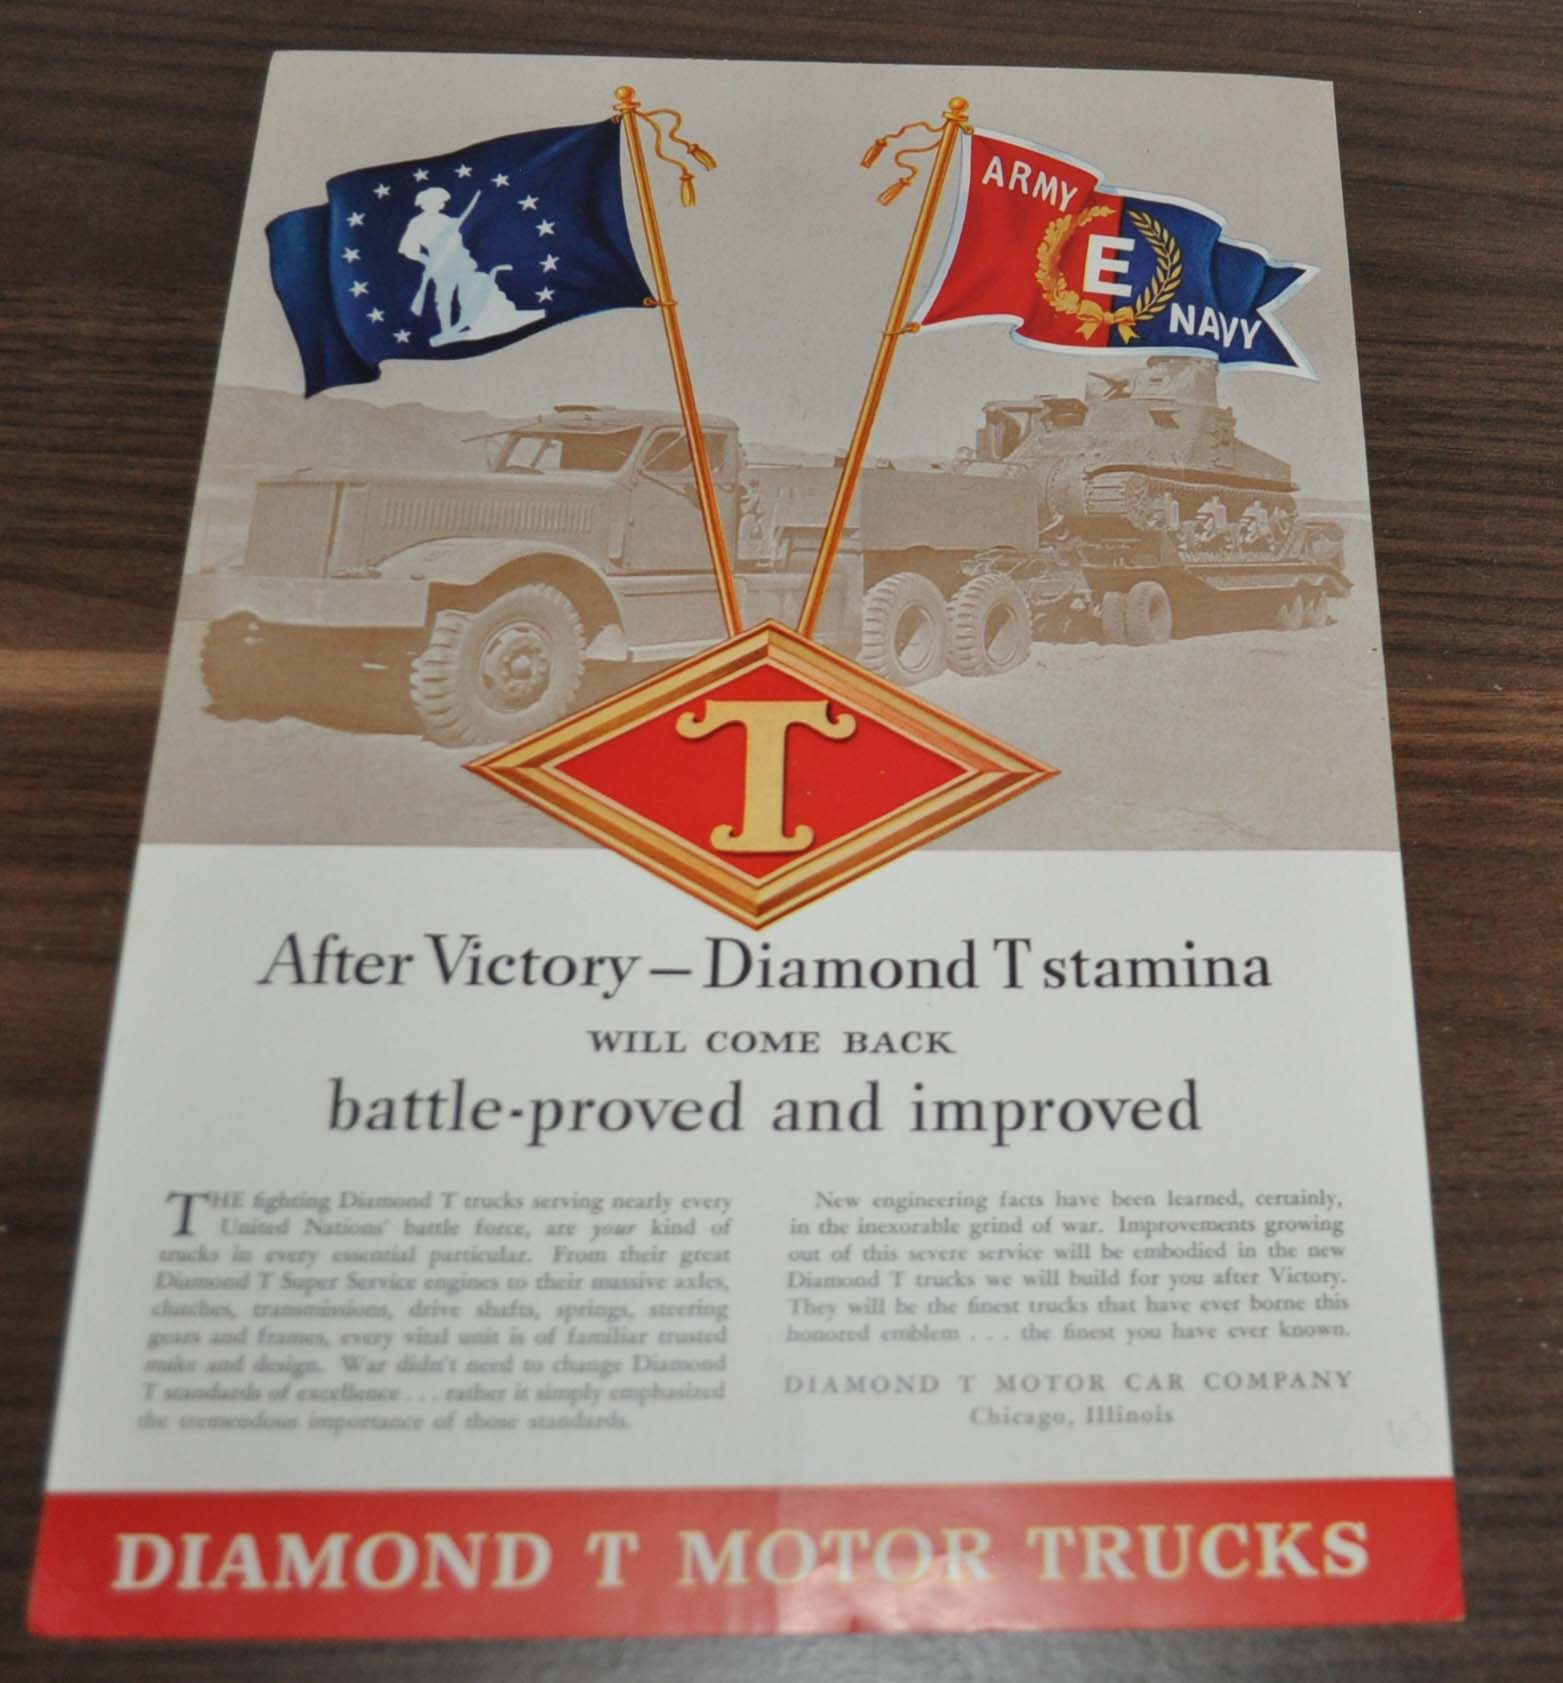 ARMY
E
NAVY
T
After Victory — Diamond T stamina
WILL COME BACK
battle-proved and improved
THE fighting Diamond T trucks serving nearly every
United Nations' battle force, are your kind of
trucks in every essential particular. From their great
Diamond T Super Service engines to their massive axles,
clutches, transmissions, drive shafts, springs, steering
gears and frames, every vital unit is of familiar trusted
make and design. War didn't need to change Diamond
T standards of excellence . . . rather it simply emphasized
the tremendous importance of those standards.
New engineering facts have been learned, certainly,
in the inexorable grind of war. Improvements growing
out of this severe service will be embodied in the new
Diamond T trucks we will build for you after Victory.
They will be the finest trucks that have ever borne this
honored emblem . . . the finest you have ever known.
DIAMOND T MOTOR CAR COMPANY
Chicago, Illinois
DIAMOND T MOTOR TRUCKS